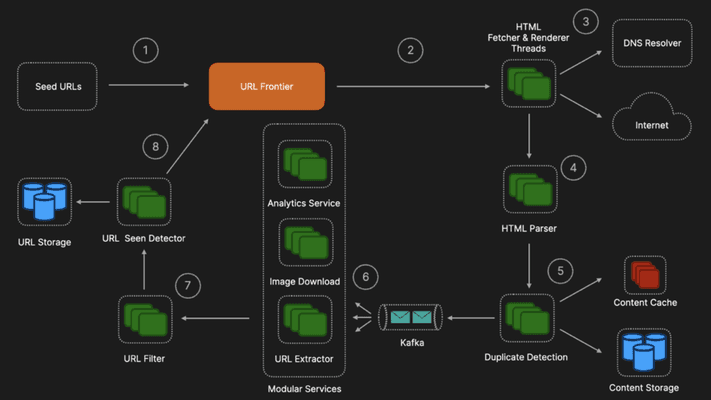 1
2
HTML
Fetcher & Renderer
Threads
3
DNS Resolver
Seed URLs
URL Frontier
Internet
8
4
Analytics Service
URL Storage
URL Seen Detector
HTML Parser
Image Download
6
5
7
Content Cache
URL Filter
URL Extractor
Kafka
Duplicate Detection
Modular Services
Content Storage